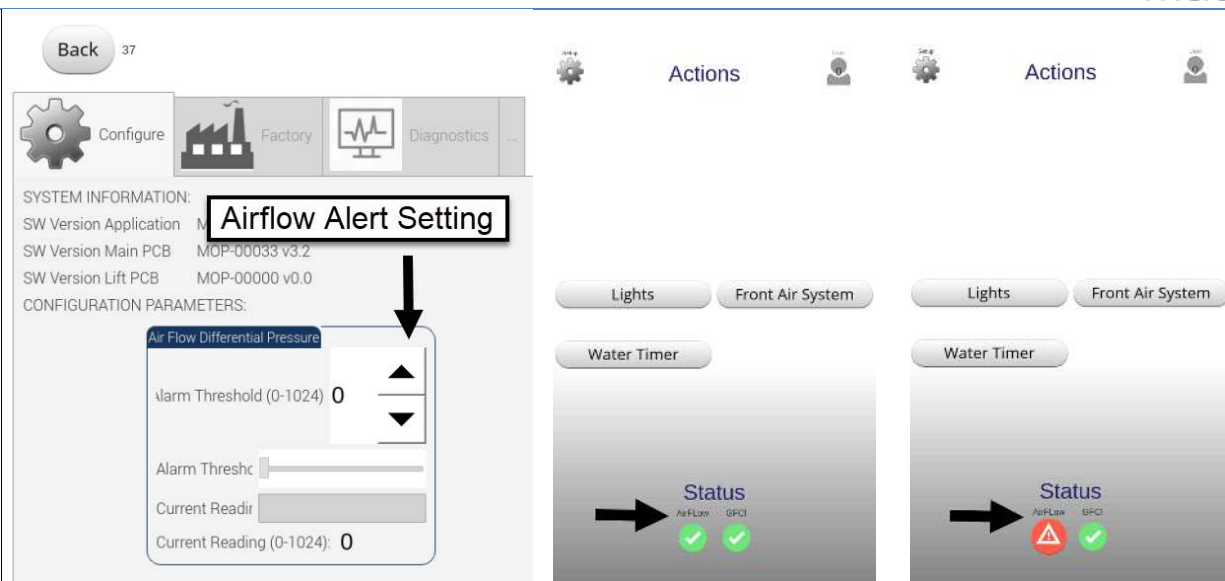 Back 37
Configure Factory Diagnostics ...
SYSTEM INFORMATION:
SW Version Application M
Airflow Alert Setting
SW Version Main PCB MOP-00033 v3.2
SW Version Lift PCB MOP-00000 v0.0
CONFIGURATION PARAMETERS:
Air Flow Differential Pressure
Alarm Threshold (0-1024) 0
Alarm Thresho
Current Readir
Current Reading (0-1024): 0
Actions
Lights Front Air System
Water Timer
Status
AirFLow GFCI
Setup
Actions
Lights Front Air System
Water Timer
Status
AirFLow GFCI